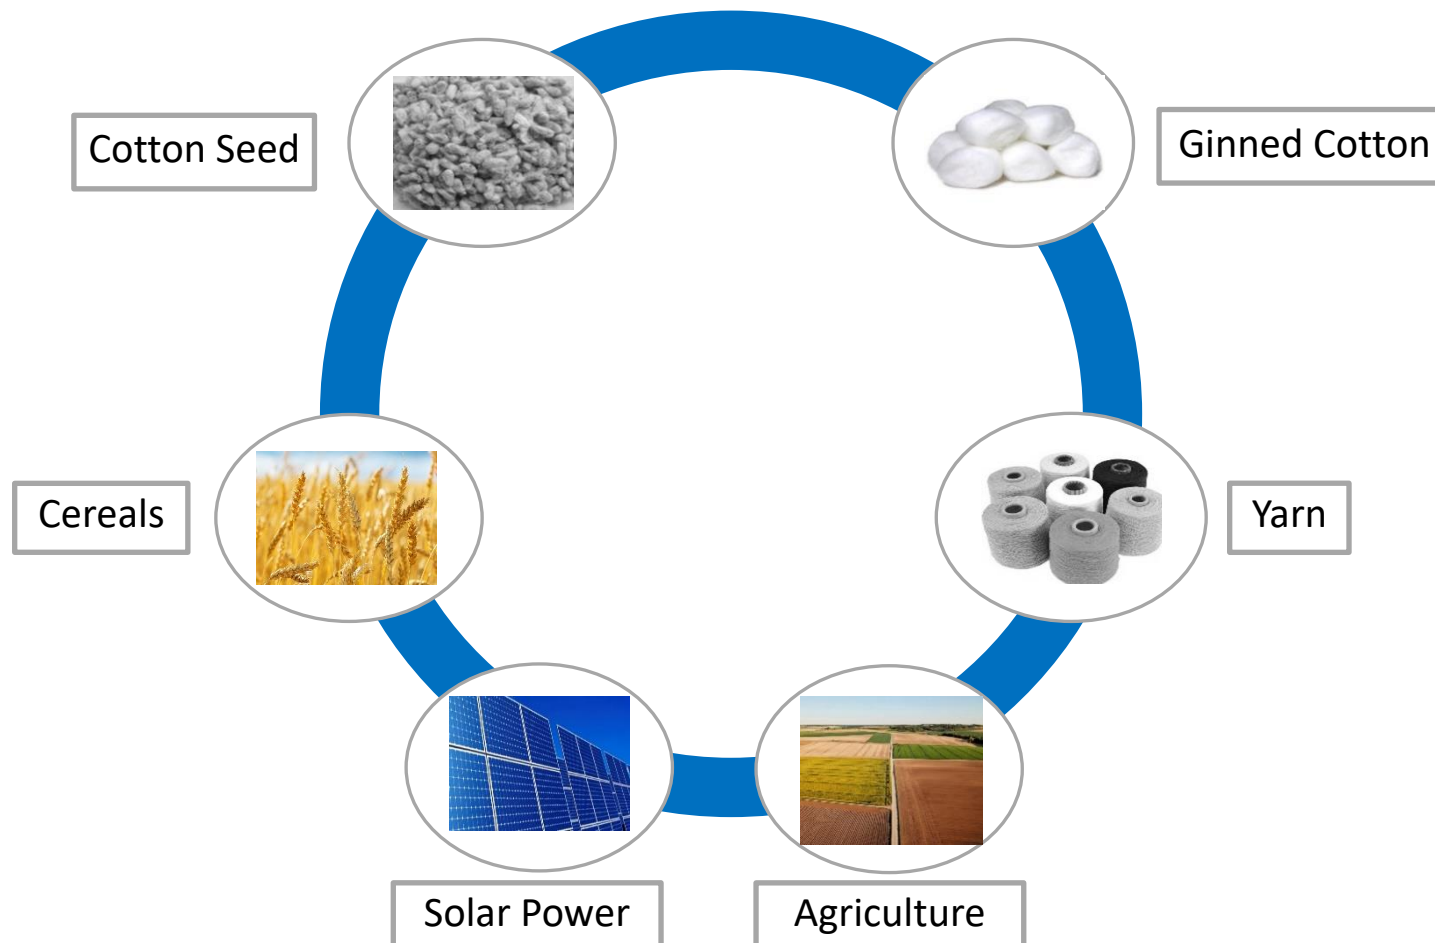 Cotton Seed
Ginned Cotton
Cereals
Yarn
Solar Power
Agriculture